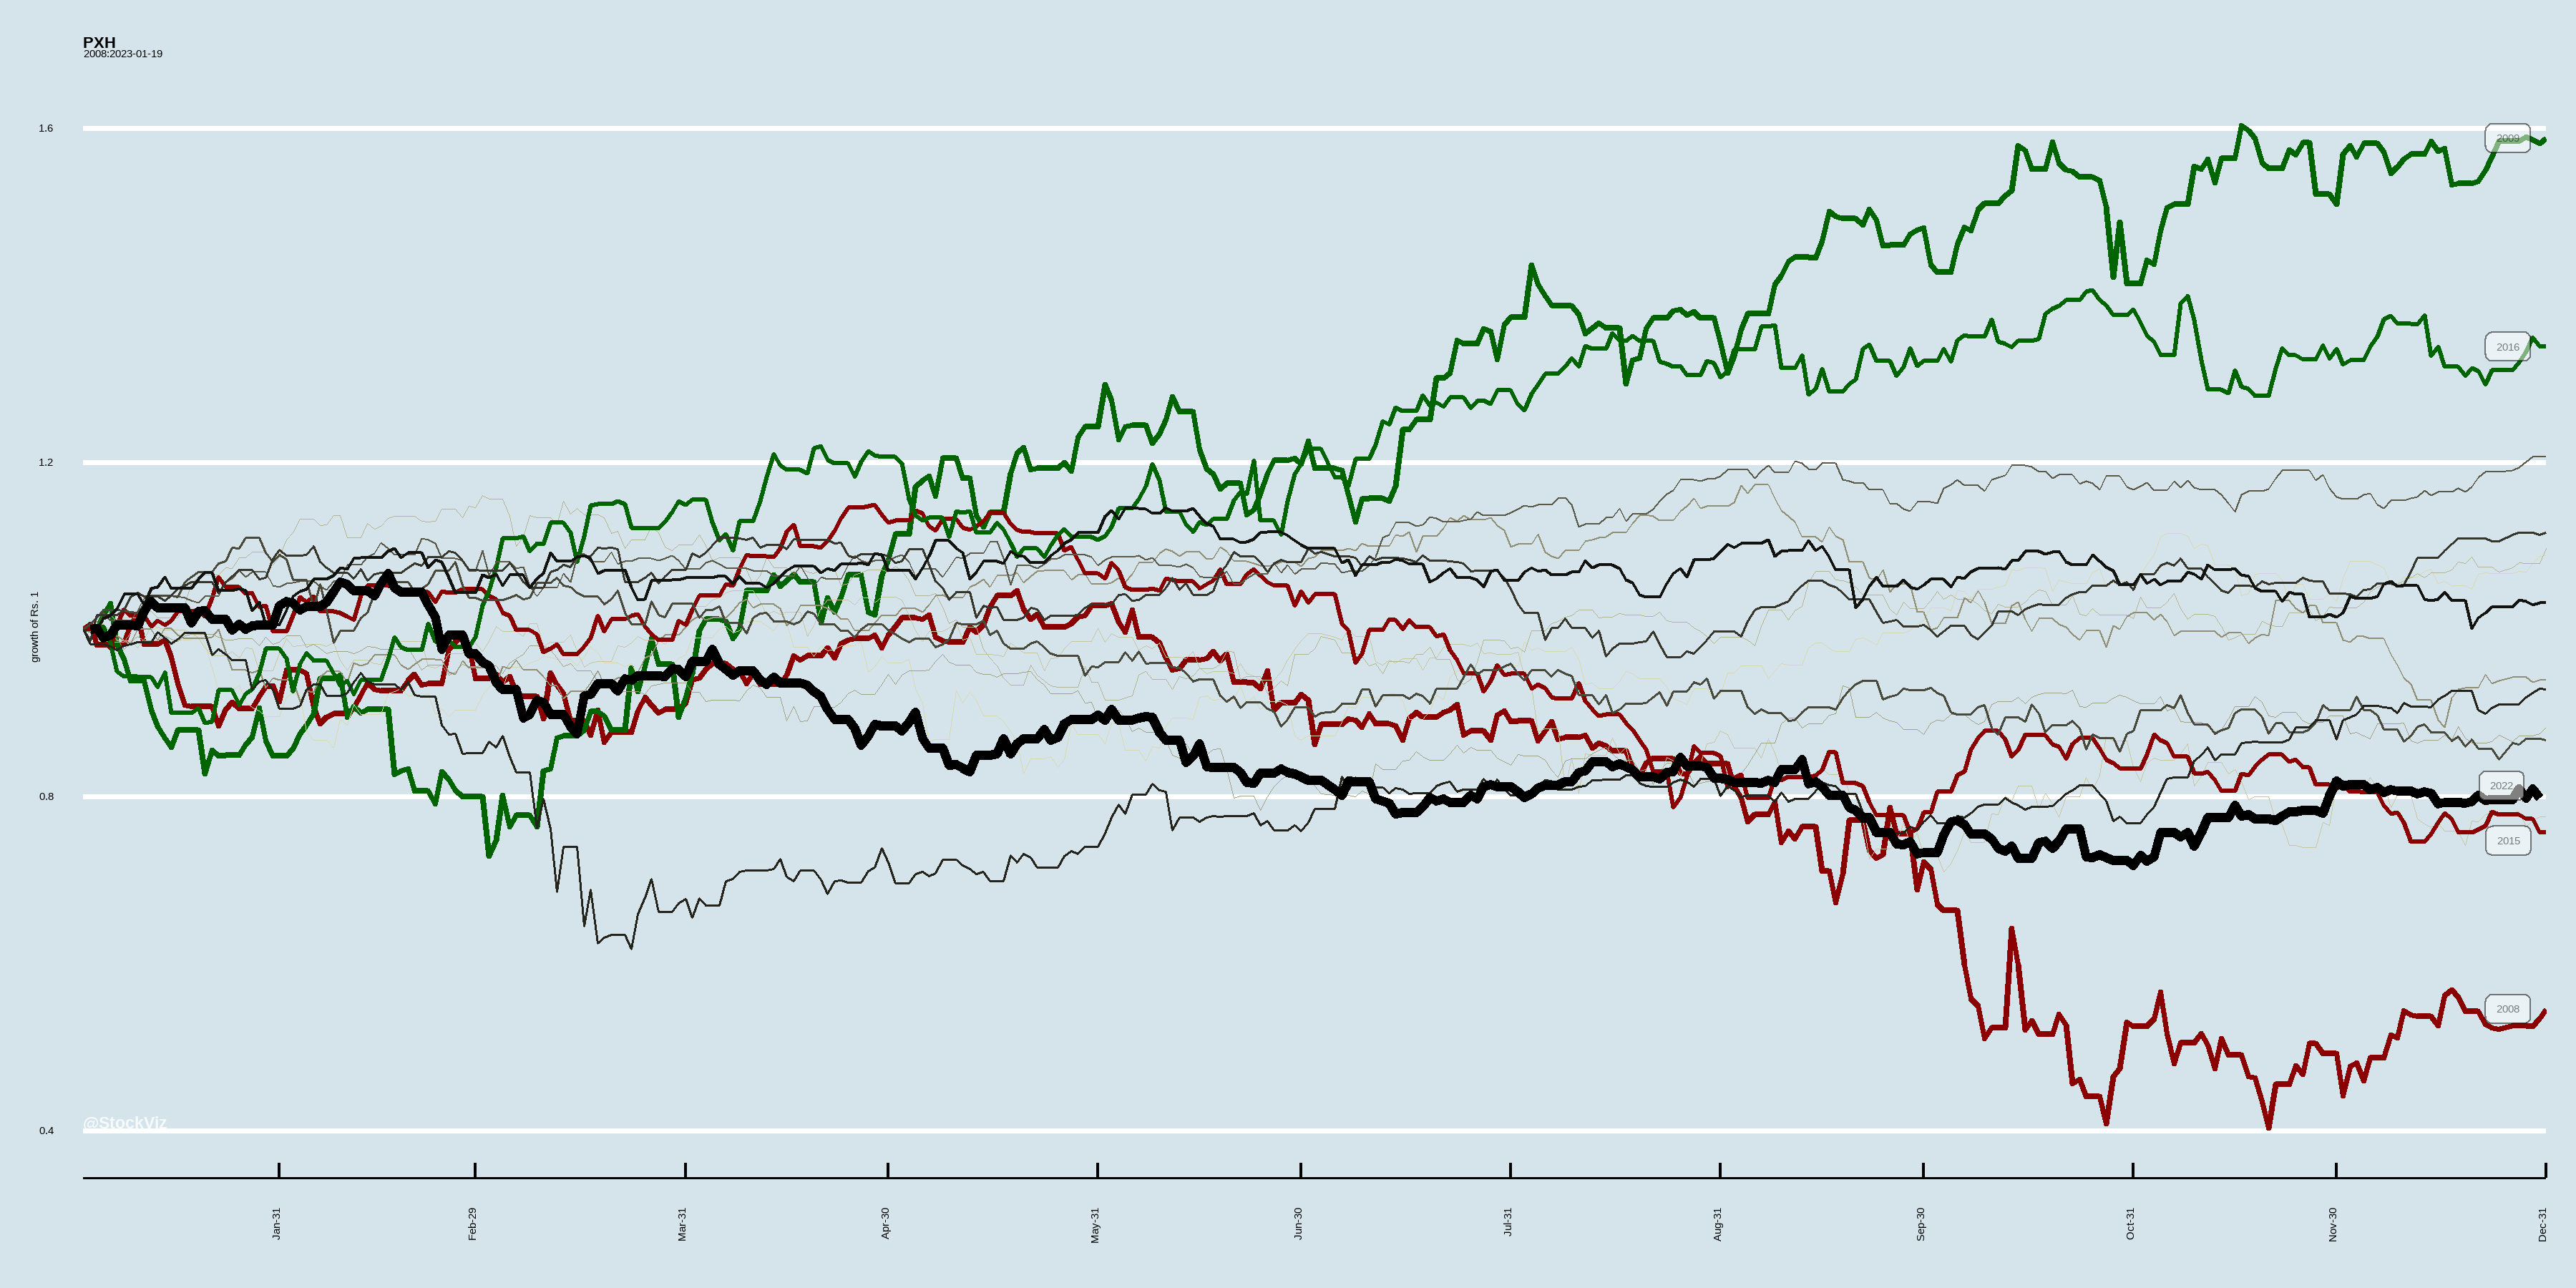 PXH
2008:2023-01-19
growth of Rs. 1
1.6
1.2
0.8
0.4
2009
2016
2022
2015
2008
@StockViz
Jan-31
Feb-29
Mar-31
Apr-30
May-31
Jun-30
Jul-31
Aug-31
Sep-30
Oct-31
Nov-30
Dec-31